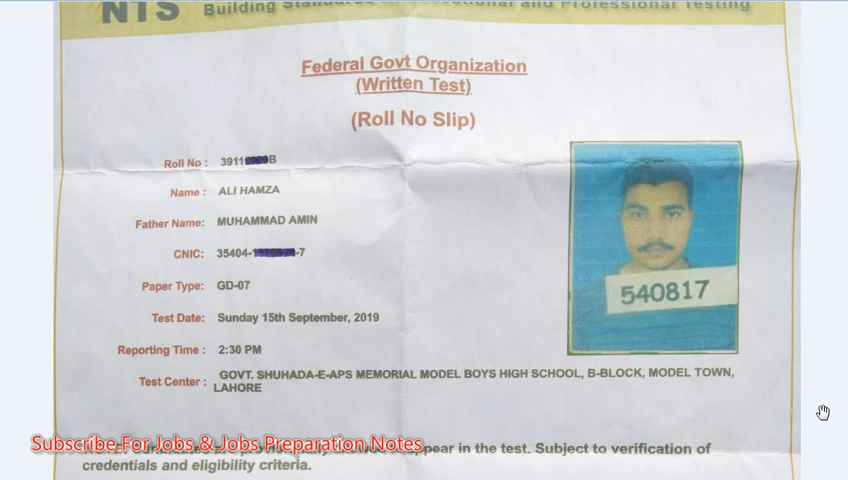 NTS Building Standards in Educational and Professional Testing
Federal Govt Organization
(Written Test)
(Roll No Slip)
Roll No : 3911 B
Name : ALI HAMZA
Father Name: MUHAMMAD AMIN
CNIC: 35404- -7
Paper Type: GD-07
Test Date: Sunday 15th September, 2019
Reporting Time : 2:30 PM
Test Center : GOVT. SHUHADA-E-APS MEMORIAL MODEL BOYS HIGH SCHOOL, B-BLOCK, MODEL TOWN,
LAHORE
540817
Subscribe For Jobs & Jobs Preparation Notes
appear in the test. Subject to verification of
credentials and eligibility criteria.